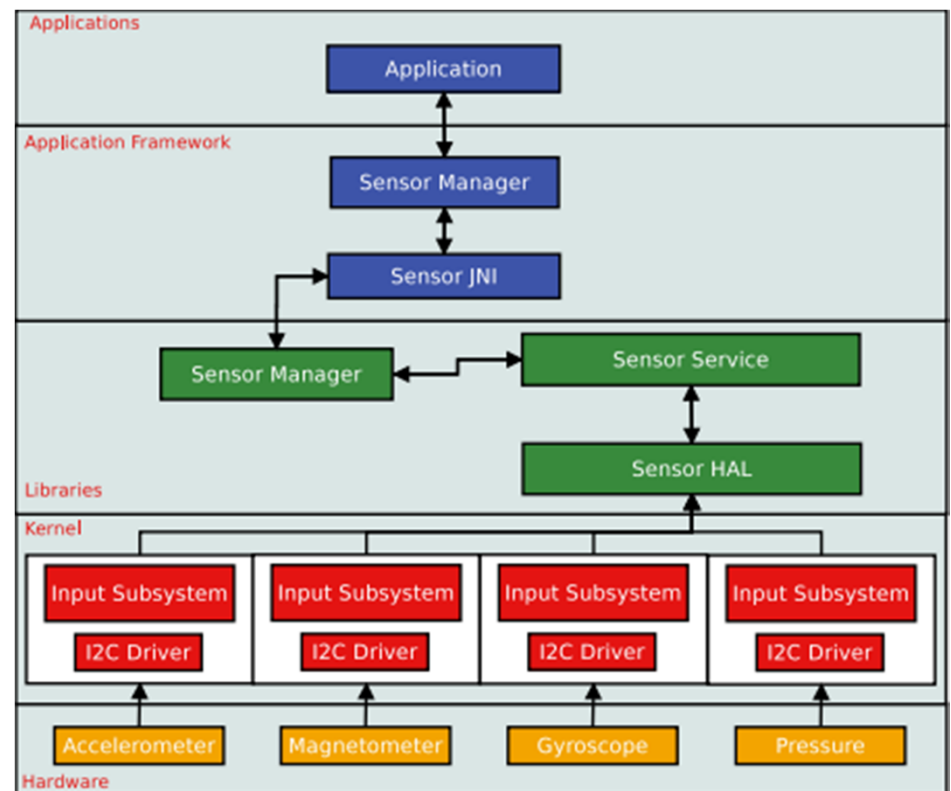 Applications
Application
Application Framework
Sensor Manager
Sensor JNI
Sensor Manager
Sensor Service
Sensor HAL
Libraries
Kernel
Input Subsystem Input Subsystem Input Subsystem Input Subsystem
I2C Driver I2C Driver I2C Driver I2C Driver
Accelerometer Magnetometer Gyroscope Pressure
Hardware